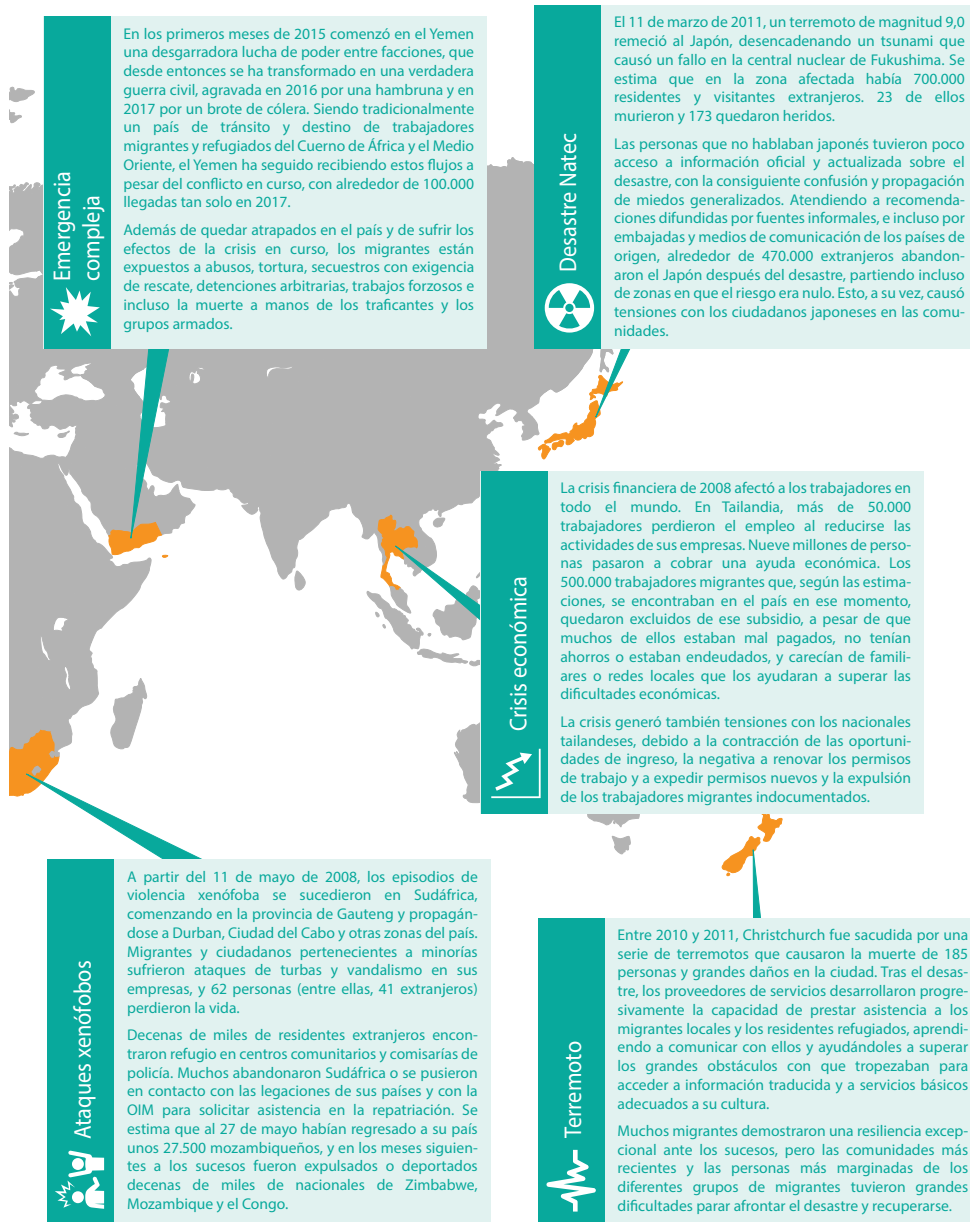 Emergencia
compleja
En los primeros meses de 2015 comenzó en el Yemen
una desgarradora lucha de poder entre facciones, que
desde entonces se ha transformado en una verdadera
guerra civil, agravada en 2016 por una hambruna y en
2017 por un brote de cólera. Siendo tradicionalmente
un país de tránsito y destino de trabajadores
migrantes y refugiados del Cuerno de África y el Medio
Oriente, el Yemen ha seguido recibiendo estos flujos a
pesar del conflicto en curso, con alrededor de 100.000
llegadas tan solo en 2017.
Además de quedar atrapados en el país y de sufrir los
efectos de la crisis en curso, los migrantes están
expuestos a abusos, tortura, secuestros con exigencia
de rescate, detenciones arbitrarias, trabajos forzosos e
incluso la muerte a manos de los traficantes y los
grupos armados.
Desastre Natec
El 11 de marzo de 2011, un terremoto de magnitud 9,0
remeció al Japón, desencadenando un tsunami que
causó un fallo en la central nuclear de Fukushima. Se
estima que en la zona afectada había 700.000
residentes y visitantes extranjeros. 23 de ellos
murieron y 173 quedaron heridos.
Las personas que no hablaban japonés tuvieron poco
acceso a información oficial y actualizada sobre el
desastre, con la consiguiente confusión y propagación
de miedos generalizados. Atendiendo a recomenda-
ciones difundidas por fuentes informales, e incluso por
embajadas y medios de comunicación de los países de
origen, alrededor de 470.000 extranjeros abandon-
aron el Japón después del desastre, partiendo incluso
de zonas en que el riesgo era nulo. Esto, a su vez, causó
tensiones con los ciudadanos japoneses en las comu-
nidades.
Crisis económica
La crisis financiera de 2008 afectó a los trabajadores en
todo el mundo. En Tailandia, más de 50.000
trabajadores perdieron el empleo al reducirse las
actividades de sus empresas. Nueve millones de perso-
nas pasaron a cobrar una ayuda económica. Los
500.000 trabajadores migrantes que, según las estima-
ciones, se encontraban en el país en ese momento,
quedaron excluidos de ese subsidio, a pesar de que
muchos de ellos estaban mal pagados, no tenían
ahorros o estaban endeudados, y carecían de famili-
ares o redes locales que los ayudaran a superar las
dificultades económicas.
La crisis generó también tensiones con los nacionales
tailandeses, debido a la contracción de las oportuni-
dades de ingreso, la negativa a renovar los permisos
de trabajo y a expedir permisos nuevos y la expulsión
de los trabajadores migrantes indocumentados.
Ataques xenófobos
A partir del 11 de mayo de 2008, los episodios de
violencia xenófoba se sucedieron en Sudáfrica,
comenzando en la provincia de Gauteng y propagán-
dose a Durban, Ciudad del Cabo y otras zonas del país.
Migrantes y ciudadanos pertenecientes a minorías
sufrieron ataques de turbas y vandalismo en sus
empresas, y 62 personas (entre ellas, 41 extranjeros)
perdieron la vida.
Decenas de miles de residentes extranjeros encon-
traron refugio en centros comunitarios y comisarías de
policía. Muchos abandonaron Sudáfrica o se pusieron
en contacto con las legaciones de sus países y con la
OIM para solicitar asistencia en la repatriación. Se
estima que al 27 de mayo habían regresado a su país
unos 27.500 mozambiqueños, y en los meses siguien-
tes a los sucesos fueron expulsados o deportados
decenas de miles de nacionales de Zimbabwe,
Mozambique y el Congo.
Terremoto
Entre 2010 y 2011, Christchurch fue sacudida por una
serie de terremotos que causaron la muerte de 185
personas y grandes daños en la ciudad. Tras el desas-
tre, los proveedores de servicios desarrollaron progre-
sivamente la capacidad de prestar asistencia a los
migrantes locales y los residentes refugiados, aprendi-
endo a comunicar con ellos y ayudándoles a superar
los grandes obstáculos con que tropezaban para
acceder a información traducida y a servicios básicos
adecuados a su cultura.
Muchos migrantes demostraron una resiliencia excep-
cional ante los sucesos, pero las comunidades más
recientes y las personas más marginadas de los
diferentes grupos de migrantes tuvieron grandes
dificultades parar afrontar el desastre y recuperarse.